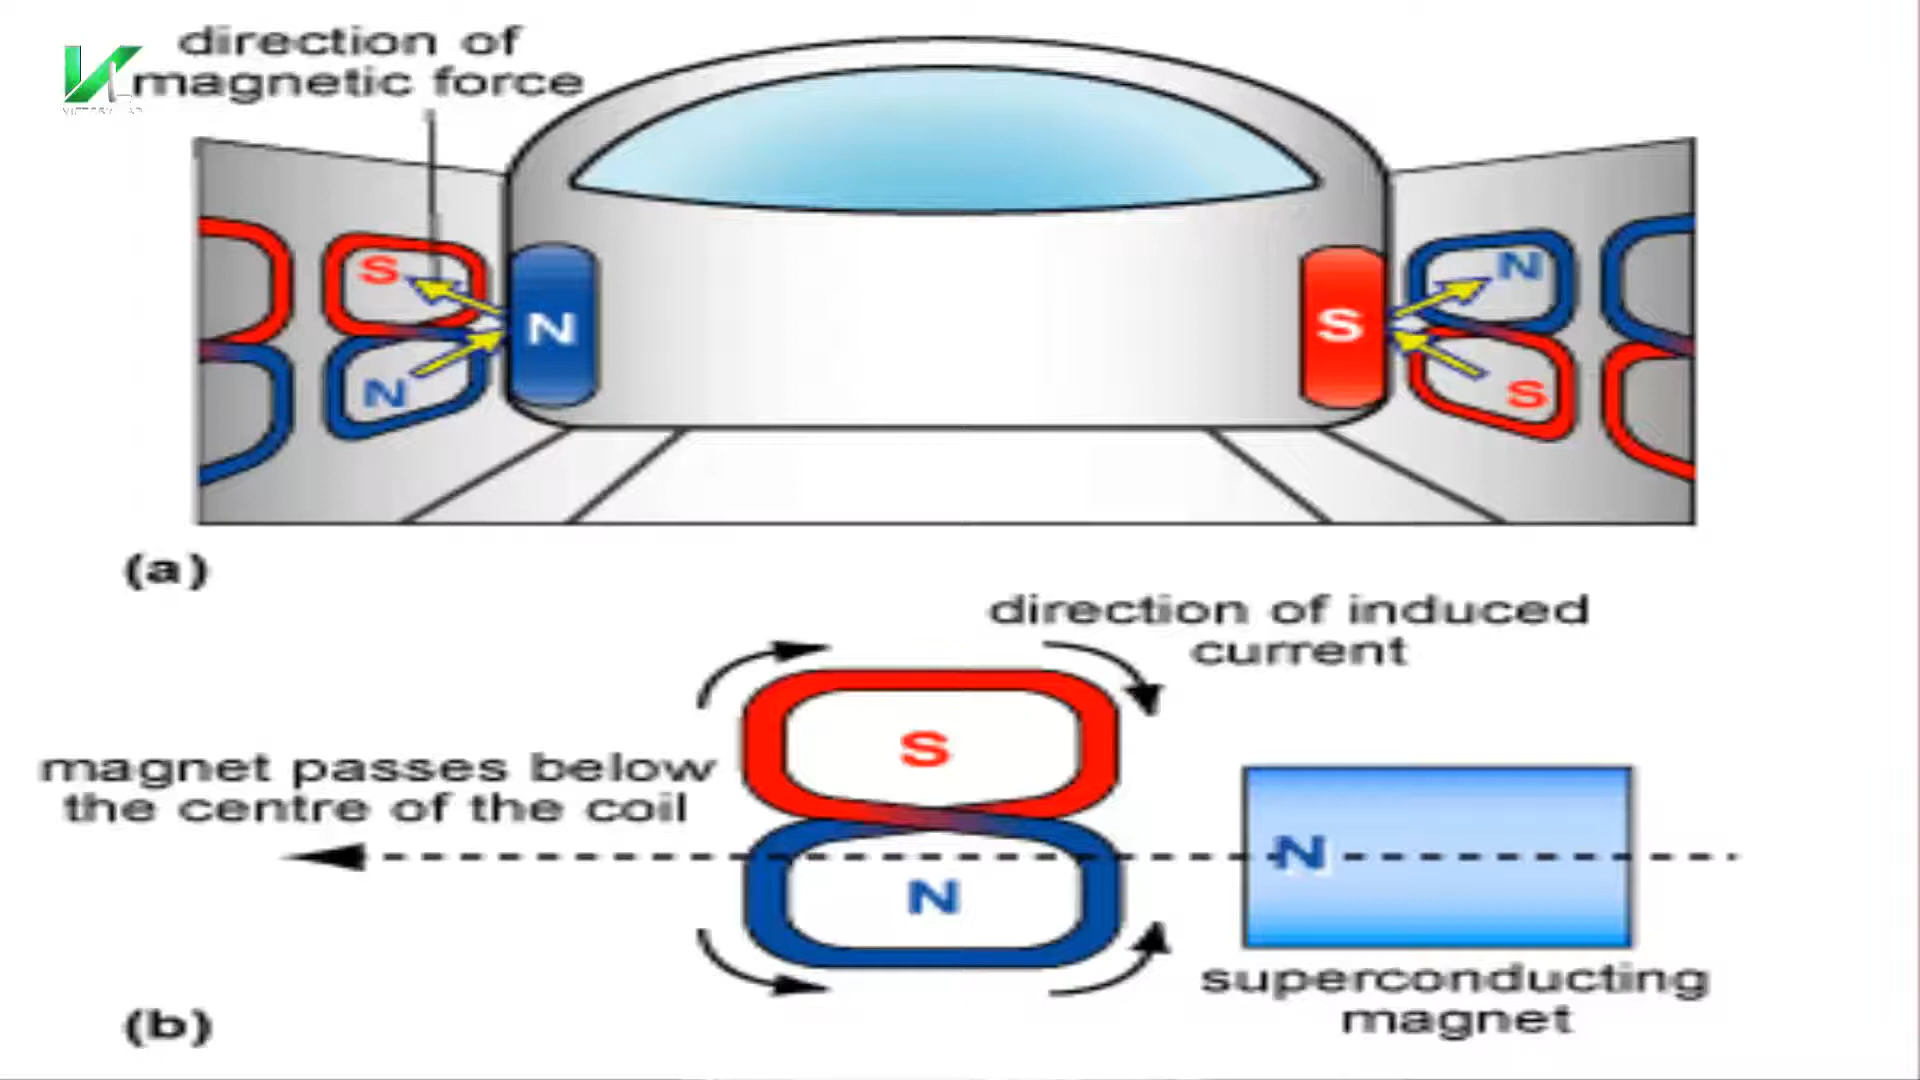 direction of
magnetic force
S
N
N
S
N
S
(a)
direction of induced
current
S
magnet passes below
the centre of the coil
N
N
superconducting
magnet
(b)